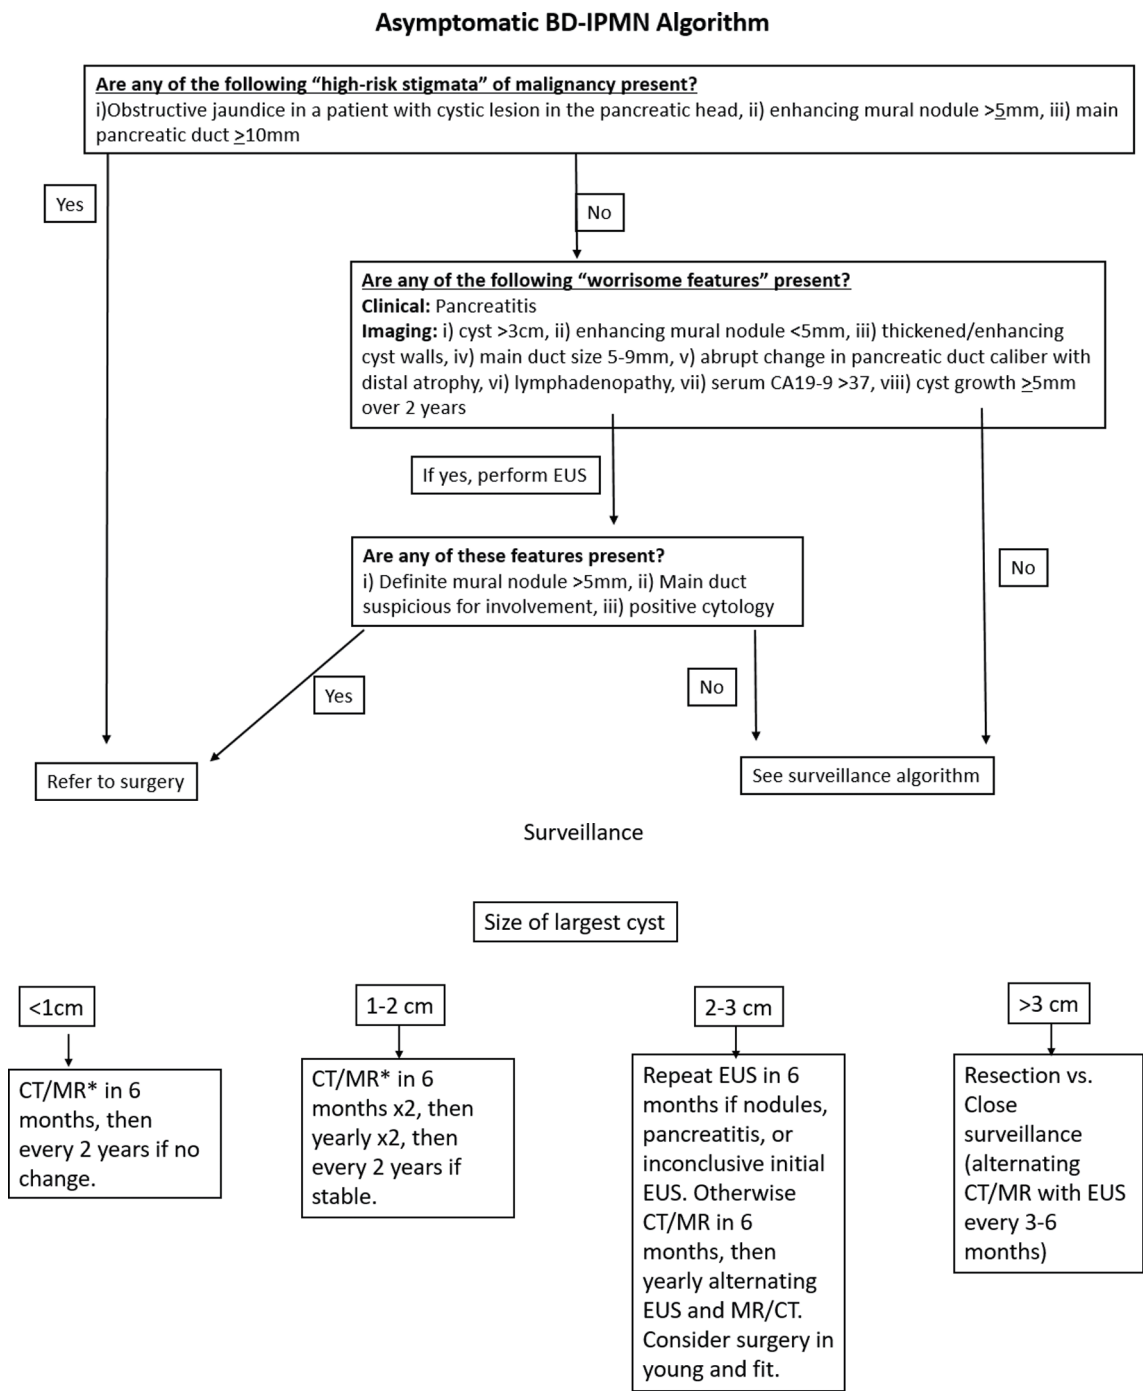 Asymptomatic BD-IPMN Algorithm
Are any of the following “high-risk stigmata” of malignancy present?
i)Obstructive jaundice in a patient with cystic lesion in the pancreatic head, ii) enhancing mural nodule >5mm, iii) main
pancreatic duct ≥10mm
Yes
No
Are any of the following “worrisome features” present?
Clinical: Pancreatitis
Imaging: i) cyst >3cm, ii) enhancing mural nodule <5mm, iii) thickened/enhancing
cyst walls, iv) main duct size 5-9mm, v) abrupt change in pancreatic duct caliber with
distal atrophy, vi) lymphadenopathy, vii) serum CA19-9 >37, viii) cyst growth ≥5mm
over 2 years
If yes, perform EUS
No
Are any of these features present?
i) Definite mural nodule >5mm, ii) Main duct
suspicious for involvement, iii) positive cytology
Yes
No
Refer to surgery
See surveillance algorithm
Surveillance
Size of largest cyst
<1cm
CT/MR* in 6
months, then
every 2 years if no
change.
1-2 cm
CT/MR* in 6
months x2, then
yearly x2, then
every 2 years if
stable.
2-3 cm
Repeat EUS in 6
months if nodules,
pancreatitis, or
inconclusive initial
EUS. Otherwise
CT/MR in 6
months, then
yearly alternating
EUS and MR/CT.
Consider surgery in
young and fit.
>3 cm
Resection vs.
Close
surveillance
(alternating
CT/MR with EUS
every 3-6
months)